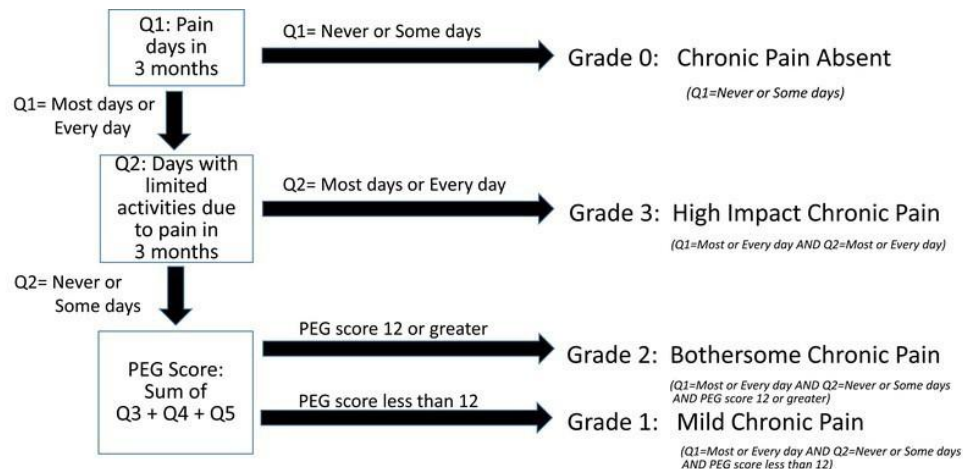 Q1: Pain
days in
3 months
Q1= Never or Some days
Grade 0: Chronic Pain Absent
(Q1=Never or Some days)
Q1= Most days or
Every day
Q2: Days with
limited
activities due
to pain in
3 months
Q2= Most days or Every day
Grade 3: High Impact Chronic Pain
(Q1=Most or Every day AND Q2=Most or Every day)
Q2= Never or
Some days
PEG Score:
Sum of
Q3 + Q4 + Q5
PEG score 12 or greater
Grade 2: Bothersome Chronic Pain
(Q1=Most or Every day AND Q2=Never or Some days
AND PEG score 12 or greater)
PEG score less than 12
Grade 1: Mild Chronic Pain
(Q1=Most or Every day AND Q2=Never or Some days
AND PEG score less than 12)